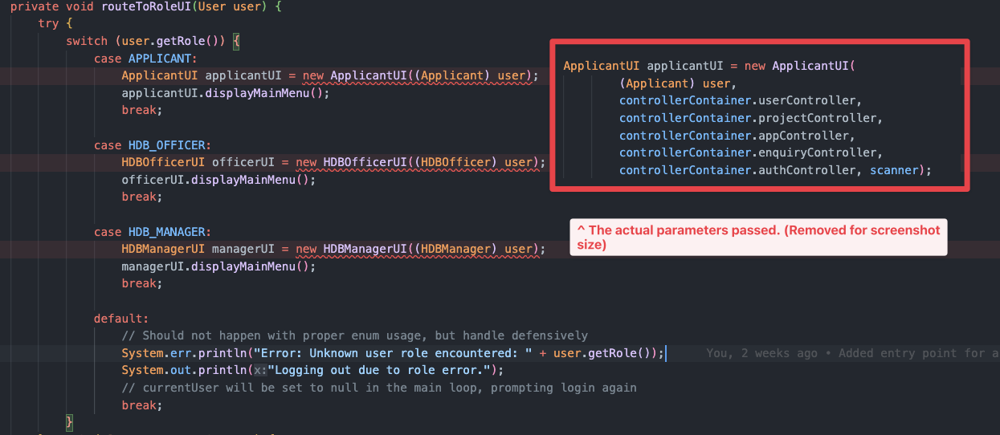 private void routeToRoleUI(User user) {
try {
switch (user.getRole()) {
case APPLICANT:
ApplicantUI applicantUI = new ApplicantUI((Applicant) user);
applicantUI.displayMainMenu();
break;
case HDB_OFFICER:
HDBOfficerUI officerUI = new HDBOfficerUI((HDBOfficer) user);
officerUI.displayMainMenu();
break;
case HDB_MANAGER:
HDBManagerUI managerUI = new HDBManagerUI((HDBManager) user);
managerUI.displayMainMenu();
break;
default:
// Should not happen with proper enum usage, but handle defensively
System.err.println("Error: Unknown user role encountered: " + user.getRole()); You, 2 weeks ago • Added entry point for a
System.out.println(x:"Logging out due to role error.");
// currentUser will be set to null in the main loop, prompting login again
break;
}
ApplicantUI applicantUI = new ApplicantUI(
(Applicant) user,
controllerContainer.userController,
controllerContainer.projectController,
controllerContainer.appController,
controllerContainer.enquiryController,
controllerContainer.authController, scanner);
^ The actual parameters passed. (Removed for screenshot
size)